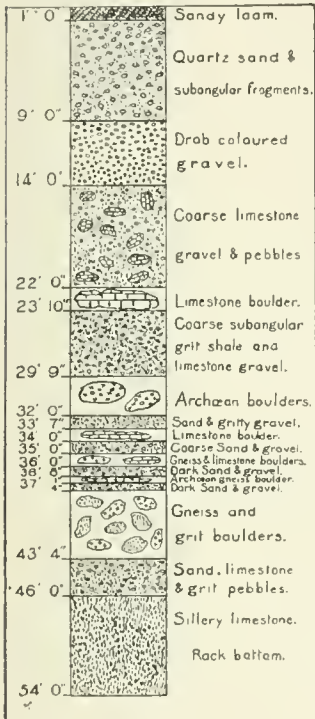 1' 0" Sandy loam.
Quartz sand &
subangular fragments.
9' 0"
Drab coloured
gravel.
14' 0"
Coarse limestone
gravel & pebbles
22' 0"
Limestone boulder.
23' 10"
Coarse subangular
grit shale and
limestone gravel.
29' 9"
Archæan boulders.
32' 0"
Sand & gritty gravel.
33' 7"
Limestone boulder.
34' 0"
Coarse Sand & gravel.
35' 0"
Gneiss & limestone boulders.
36' 0"
Dark Sand & gravel.
36' 8"
Archæan gneiss boulder.
37' 1"
Dark Sand & gravel.
4"
Gneiss and
grit boulders.
43' 4"
Sand, limestone
& grit pebbles.
46' 0"
Sillery limestone.
Rock bottom.
54' 0"